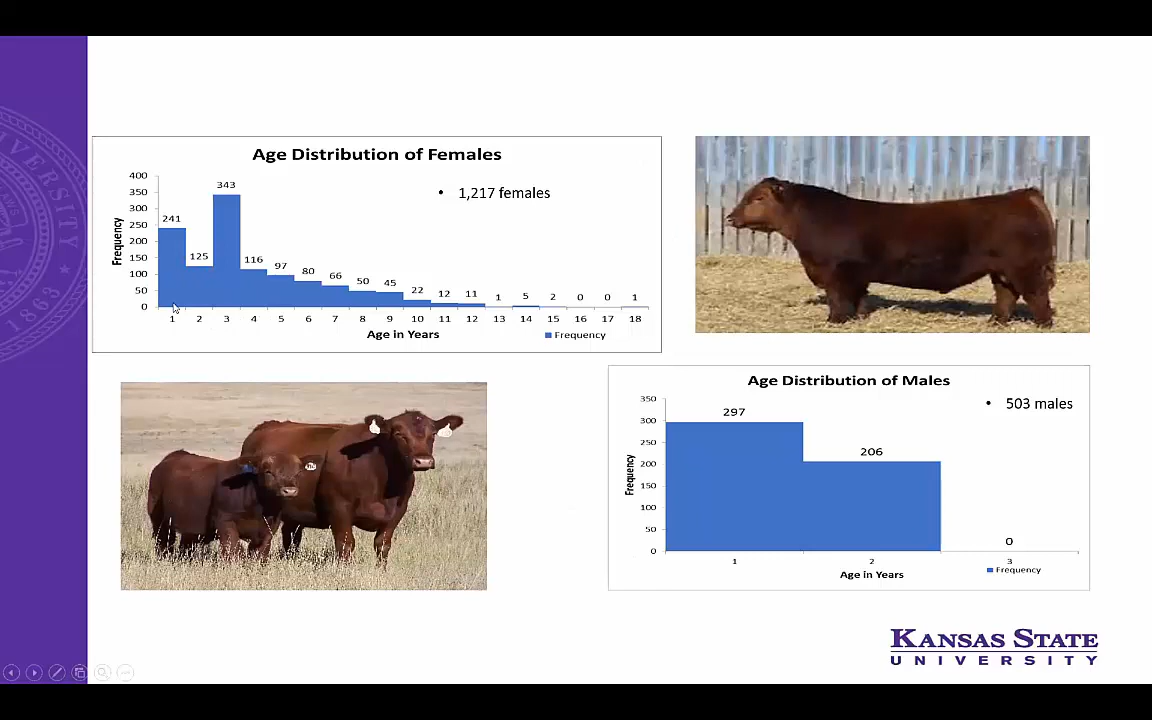 Age Distribution of Females
400
350
300
250
200
150
100
50
0
Frequency
241
125
343
116
97
80
66
50
45
22
12
11
1
5
2
0
0
1
1 2 3 4 5 6 7 8 9 10 11 12 13 14 15 16 17 18
Age in Years
Frequency
• 1,217 females
Age Distribution of Males
350
300
250
200
150
100
50
0
Frequency
297
206
0
1 2 3
Age in Years
Frequency
• 503 males
KANSAS STATE
UNIVERSITY
VERSITY
1863